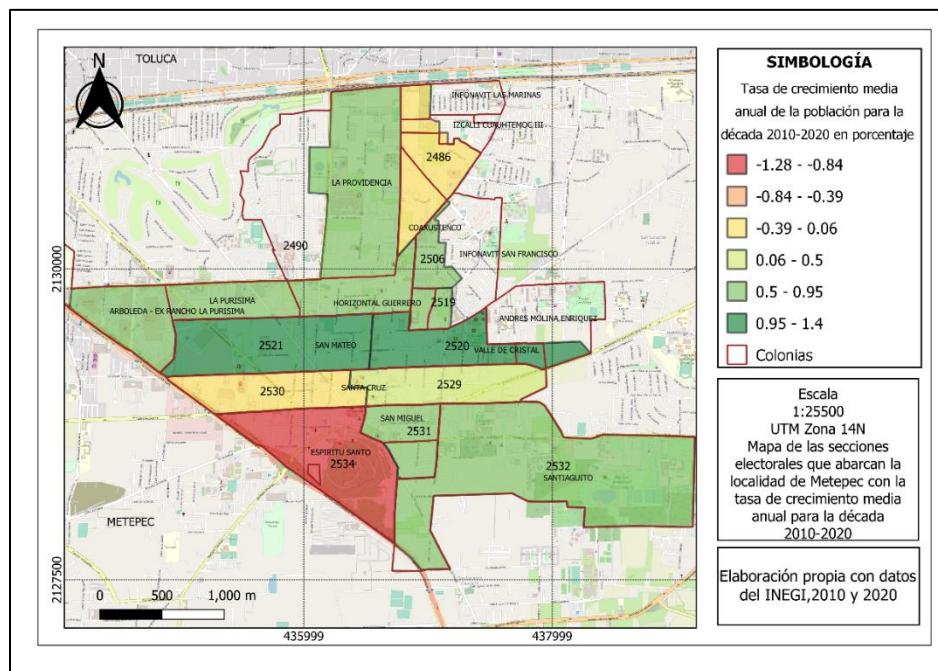 TOLUCA
N
INFONAVIT LAS MARINAS
IZCALLI CUAUHTEMOC III
2486
LA PROVIDENCIA
COAXUSTENCO
2490
2506
INFONAVIT SAN FRANCISCO
2130000
LA PURISIMA
2519
HORIZONTAL GUERRERO
ARBOLEDA - EX RANCHO LA PURISIMA
ANDRES MOLINA ENRIQUEZ
2521
SAN MATEO
2520
VALLE DE CRISTAL
2530
SANTA CRUZ
2529
SAN MIGUEL
2531
ESPIRITU SANTO
2534
2532
SANTIAGUITO
METEPEC
2127500
0 500 1,000 m
435999
437999
SIMBOLOGÍA
Tasa de crecimiento media
anual de la población para la
década 2010-2020 en porcentaje
-1.28 - -0.84
-0.84 - -0.39
-0.39 - 0.06
0.06 - 0.5
0.5 - 0.95
0.95 - 1.4
Colonias
Escala
1:25500
UTM Zona 14N
Mapa de las secciones
electorales que abarcan la
localidad de Metepec con la
tasa de crecimiento media
anual para la década
2010-2020
Elaboración propia con datos
del INEGI,2010 y 2020